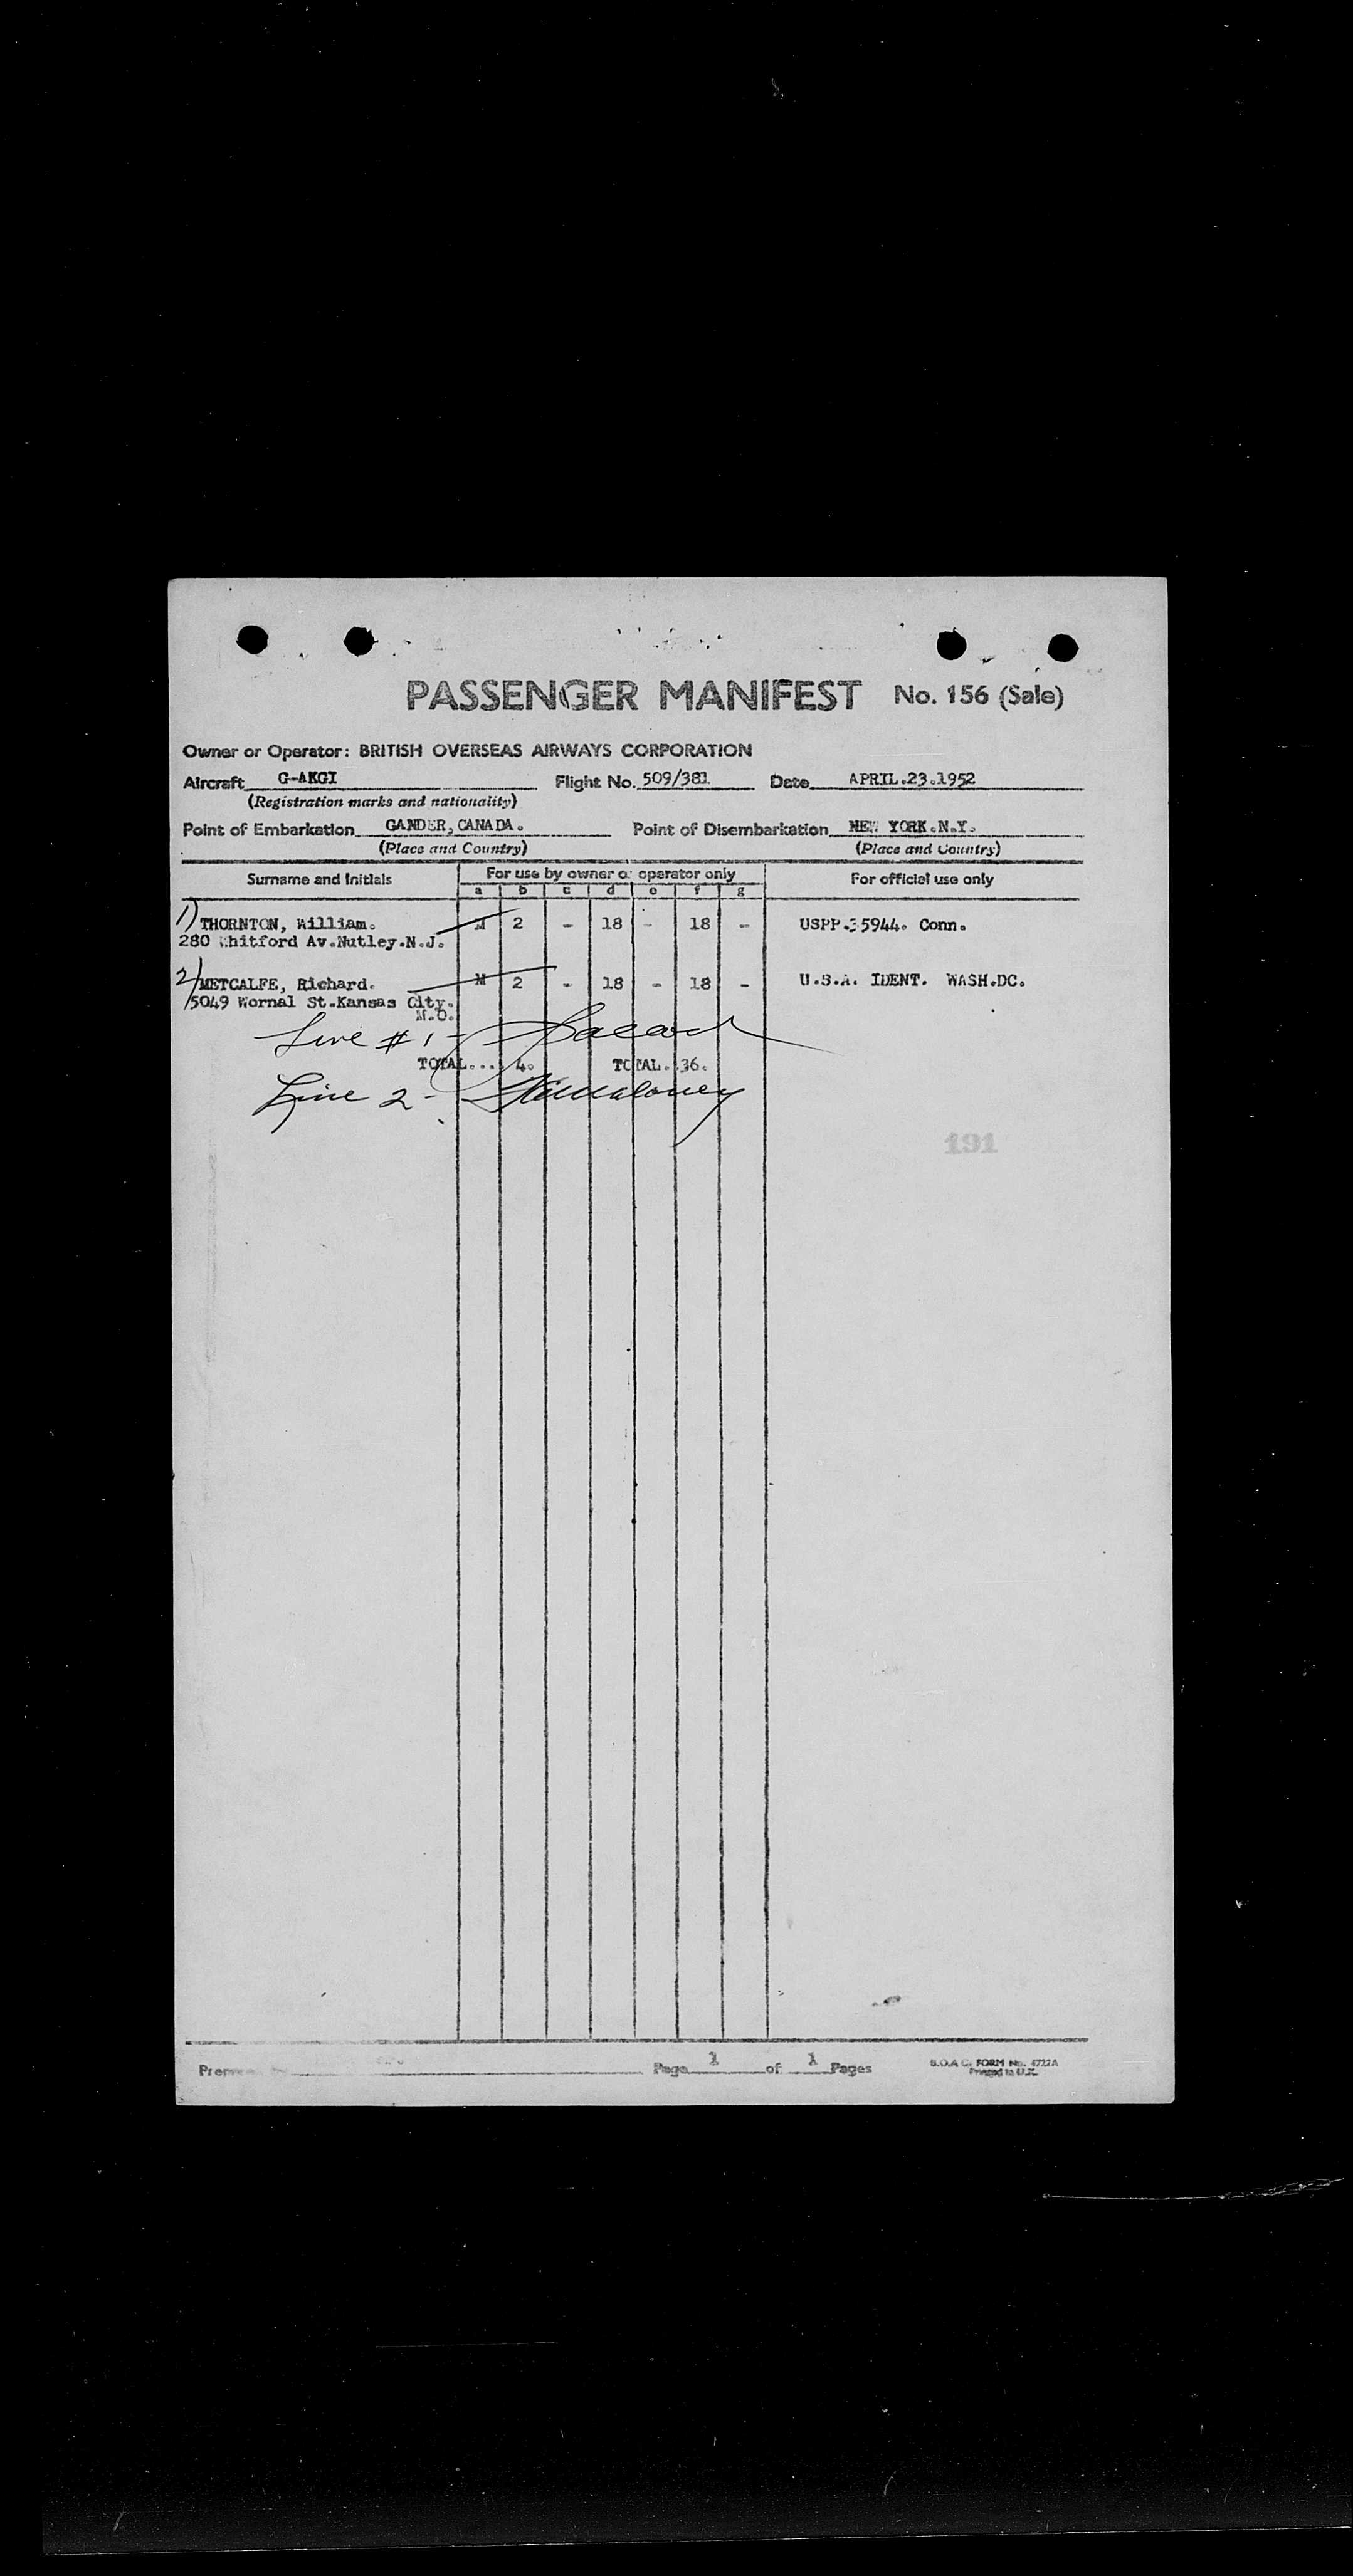 PASSENGER MANIFEST No. 156 (Sale)
Owner or Operator: BRITISH OVERSEAS AIRWAYS CORPORATION
Aircraft G-AKGI Flight No. 509/381 Date APRIL.23.1952
(Registration marks and nationality)
Point of Embarkation GANDER, CANADA. Point of Disembarkation NEW YORK.N.Y.
(Place and Country) (Place and Country)
Surname and Initials For use by owner or operator only For official use only
a b c d e f g
1) THORNTON, William. M 2 - 18 - 18 - USPP.35944. Conn.
280 Whitford Av.Nutley.N.J.
2) METCALFE, Richard. M 2 - 18 - 18 - U.S.A. IDENT. WASH.DC.
5049 Wornal St.Kansas City.
M.O.
Line # 1 -
TOTAL... 4. TOTAL. 36.
Line 2 -
191
Page 1 of 1 Pages B.O.A.C. FORM No. 4722A
Printed in U.K.